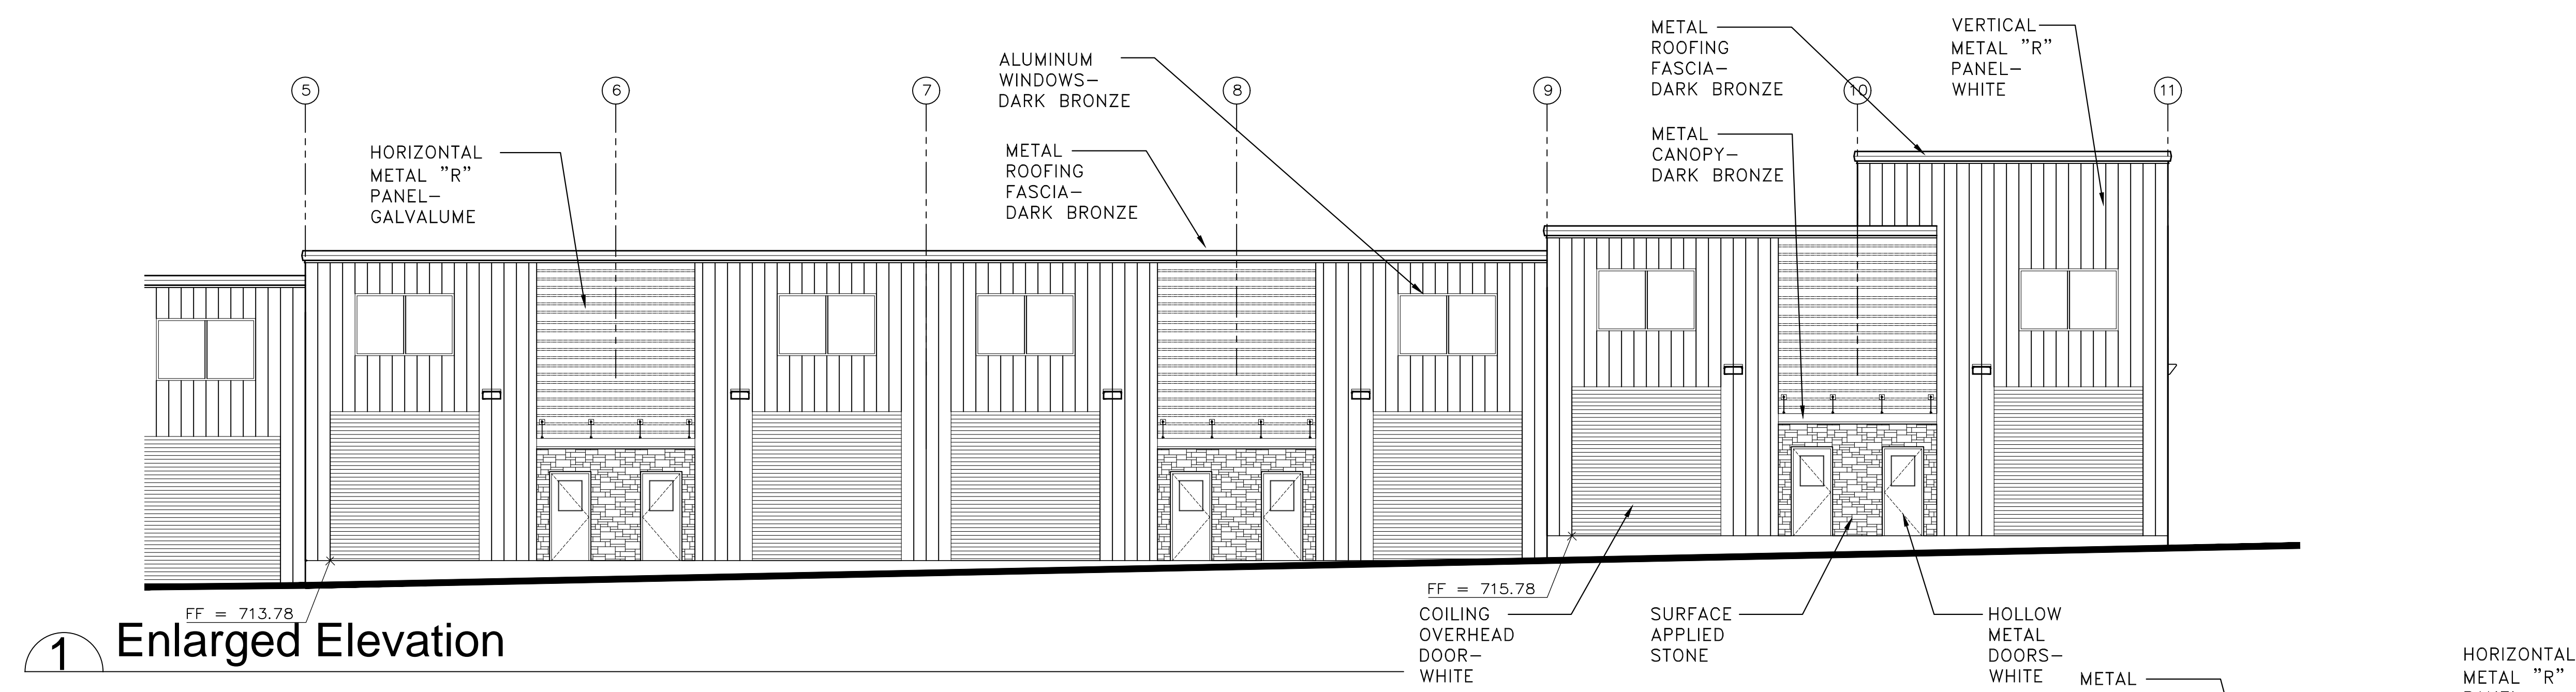 METAL
ROOFING
FASCIA-
DARK BRONZE
VERTICAL
METAL "R"
PANEL-
WHITE
ALUMINUM
WINDOWS-
DARK BRONZE
5
6
7
8
9
10
11
HORIZONTAL
METAL "R"
PANEL-
GALVALUME
METAL
ROOFING
FASCIA-
DARK BRONZE
METAL
CANOPY-
DARK BRONZE
FF = 713.78
FF = 715.78
COILING
OVERHEAD
DOOR-
WHITE
SURFACE
APPLIED
STONE
HOLLOW
METAL
DOORS-
WHITE
1
Enlarged Elevation
METAL
HORIZONTAL
METAL "R"